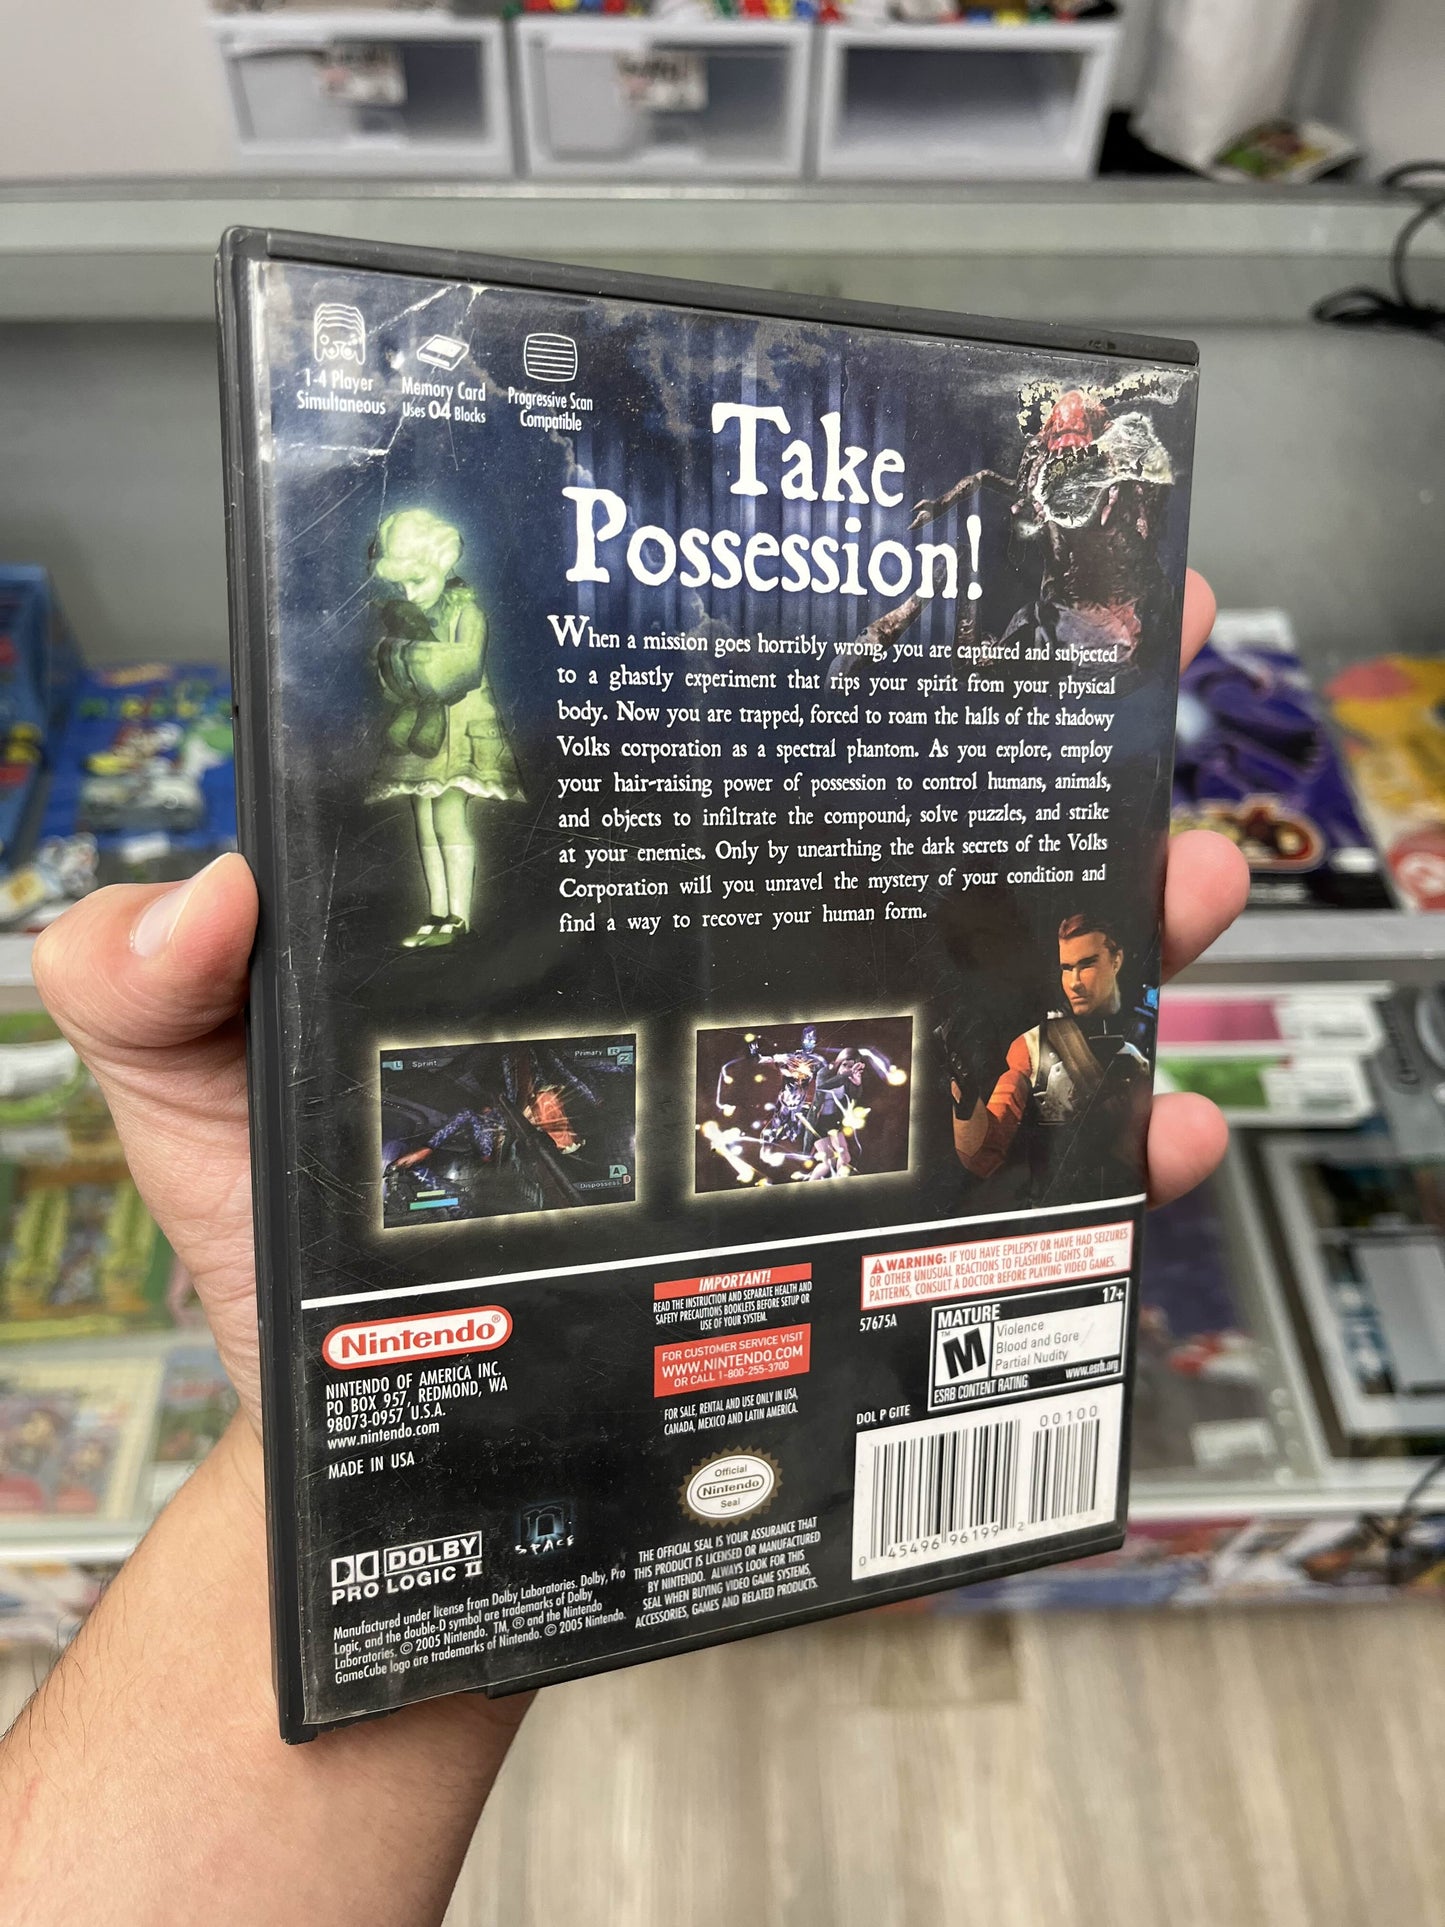 1-4 Player
Simultaneous
Memory Card
Uses 04 Blocks
Progressive Scan
Compatible
Take
Possession!
When a mission goes horribly wrong, you are captured and subjected
to a ghastly experiment that rips your spirit from your physical
body. Now you are trapped, forced to roam the halls of the shadowy
Volks corporation as a spectral phantom. As you explore, employ
your hair-raising power of possession to control humans, animals,
and objects to infiltrate the compound, solve puzzles, and strike
at your enemies. Only by unearthing the dark secrets of the Volks
Corporation will you unravel the mystery of your condition and
find a way to recover your human form.
L Sprint
Primary
Z
A
Dispossess
Nintendo®
NINTENDO OF AMERICA INC.
PO BOX 957, REDMOND, WA
98073-0957 U.S.A.
www.nintendo.com
MADE IN USA
IMPORTANT!
READ THE INSTRUCTION AND SEPARATE HEALTH AND
SAFETY PRECAUTIONS BOOKLETS BEFORE SETUP OR
USE OF YOUR SYSTEM.
FOR CUSTOMER SERVICE VISIT
WWW.NINTENDO.COM
OR CALL 1-800-255-3700
FOR SALE, RENTAL AND USE ONLY IN USA,
CANADA, MEXICO AND LATIN AMERICA.
WARNING: IF YOU HAVE EPILEPSY OR HAVE HAD SEIZURES
OR OTHER UNUSUAL REACTIONS TO FLASHING LIGHTS OR
PATTERNS, CONSULT A DOCTOR BEFORE PLAYING VIDEO GAMES.
57675A
MATURE 17+
M
TM
Violence
Blood and Gore
Partial Nudity
www.esrb.org
ESRB CONTENT RATING
DOL P GITE
00100
0 45496 96199 2
Official
Nintendo
Seal
THE OFFICIAL SEAL IS YOUR ASSURANCE THAT
THIS PRODUCT IS LICENSED OR MANUFACTURED
BY NINTENDO. ALWAYS LOOK FOR THIS
SEAL WHEN BUYING VIDEO GAME SYSTEMS,
ACCESSORIES, GAMES AND RELATED PRODUCTS.
DOLBY
PRO LOGIC II
n
SPACE
Manufactured under license from Dolby Laboratories. Dolby, Pro
Logic, and the double-D symbol are trademarks of Dolby
Laboratories. © 2005 Nintendo. TM, ® and the Nintendo
GameCube logo are trademarks of Nintendo. © 2005 Nintendo.